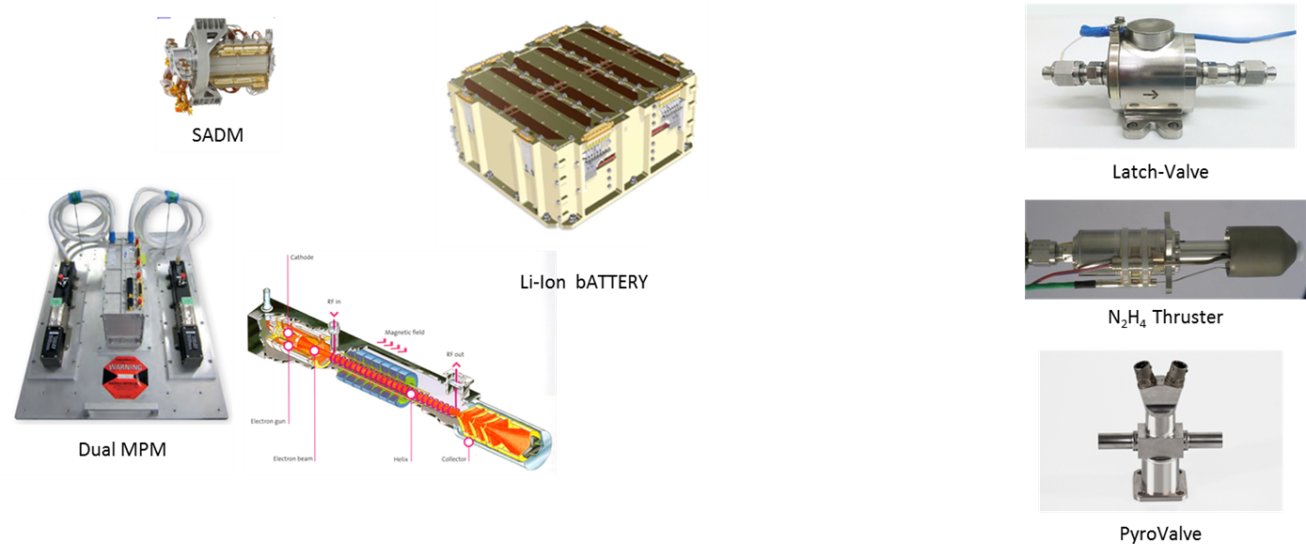 SADM
Latch-Valve
Cathode
RF in
Magnetic field
RF out
Li-Ion bATTERY
N₂H₄ Thruster
WARNING
Electron gun
Dual MPM
Electron beam
Helix
Collector
PyroValve